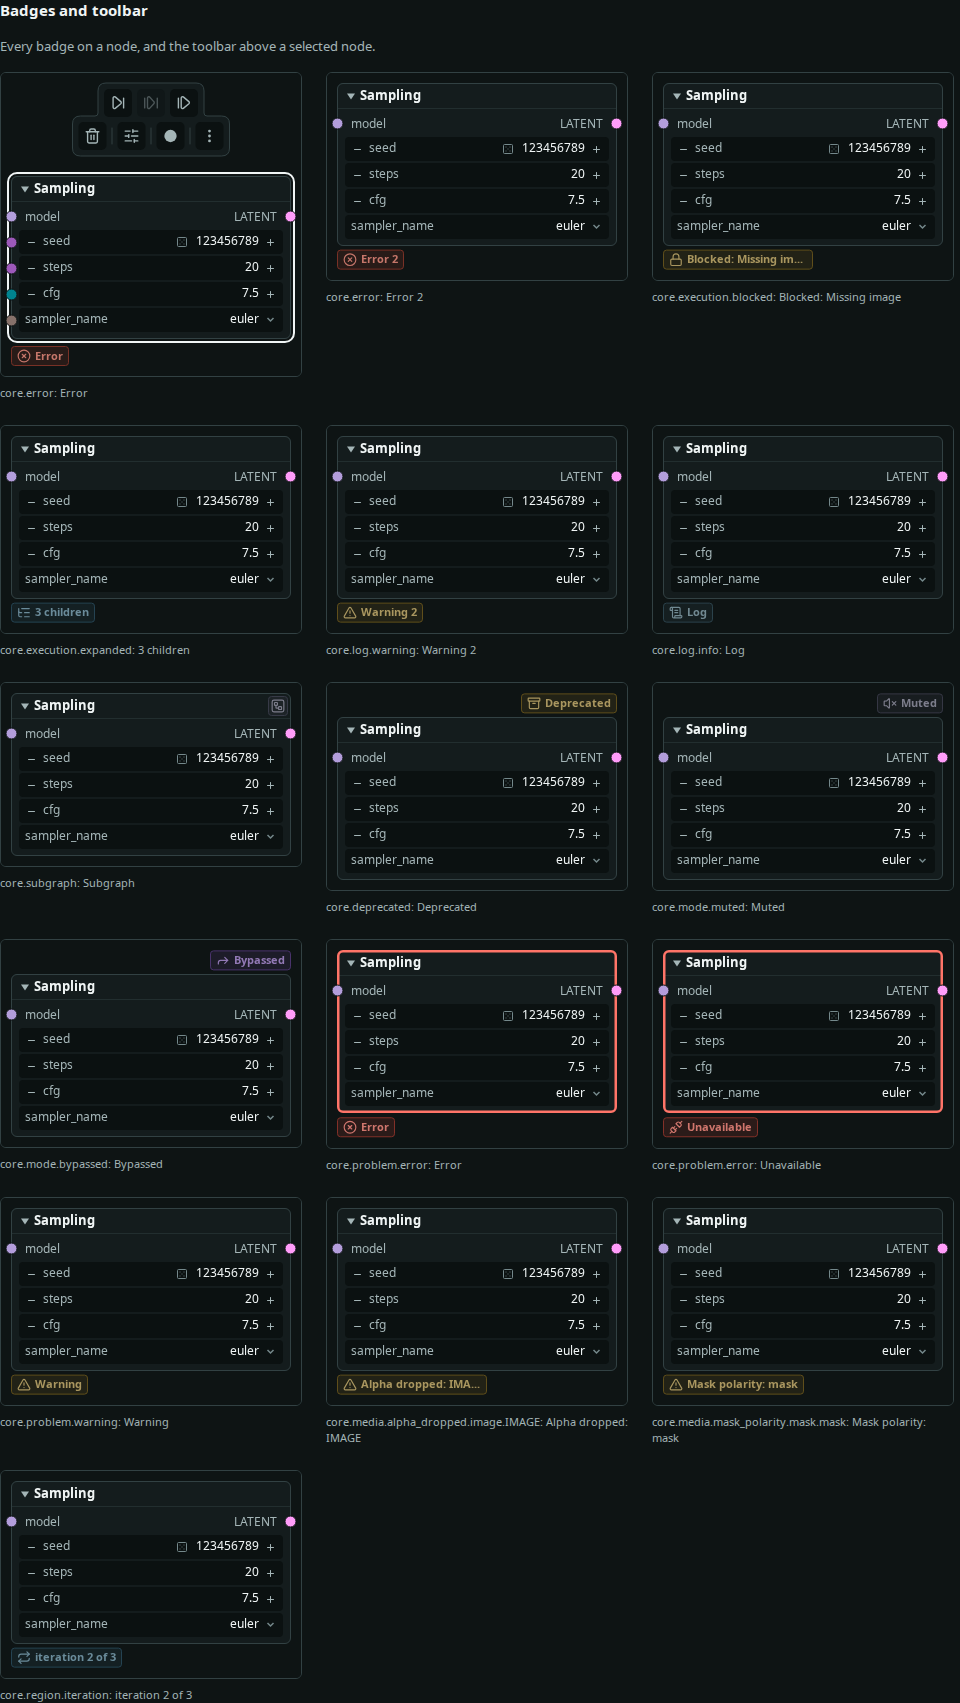 Badges and toolbar
Every badge on a node, and the toolbar above a selected node.
Sampling
model LATENT
– seed 123456789 +
– steps 20 +
– cfg 7.5 +
sampler_name euler
Error
core.error: Error
Sampling
model LATENT
– seed 123456789 +
– steps 20 +
– cfg 7.5 +
sampler_name euler
Error 2
core.error: Error 2
Sampling
model LATENT
– seed 123456789 +
– steps 20 +
– cfg 7.5 +
sampler_name euler
Blocked: Missing im...
core.execution.blocked: Blocked: Missing image
Sampling
model LATENT
– seed 123456789 +
– steps 20 +
– cfg 7.5 +
sampler_name euler
3 children
core.execution.expanded: 3 children
Sampling
model LATENT
– seed 123456789 +
– steps 20 +
– cfg 7.5 +
sampler_name euler
Warning 2
core.log.warning: Warning 2
Sampling
model LATENT
– seed 123456789 +
– steps 20 +
– cfg 7.5 +
sampler_name euler
Log
core.log.info: Log
Sampling
model LATENT
– seed 123456789 +
– steps 20 +
– cfg 7.5 +
sampler_name euler
core.subgraph: Subgraph
Deprecated
Sampling
model LATENT
– seed 123456789 +
– steps 20 +
– cfg 7.5 +
sampler_name euler
core.deprecated: Deprecated
Muted
Sampling
model LATENT
– seed 123456789 +
– steps 20 +
– cfg 7.5 +
sampler_name euler
core.mode.muted: Muted
Bypassed
Sampling
model LATENT
– seed 123456789 +
– steps 20 +
– cfg 7.5 +
sampler_name euler
core.mode.bypassed: Bypassed
Sampling
model LATENT
– seed 123456789 +
– steps 20 +
– cfg 7.5 +
sampler_name euler
Error
core.problem.error: Error
Sampling
model LATENT
– seed 123456789 +
– steps 20 +
– cfg 7.5 +
sampler_name euler
Unavailable
core.problem.error: Unavailable
Sampling
model LATENT
– seed 123456789 +
– steps 20 +
– cfg 7.5 +
sampler_name euler
Warning
core.problem.warning: Warning
Sampling
model LATENT
– seed 123456789 +
– steps 20 +
– cfg 7.5 +
sampler_name euler
Alpha dropped: IMA...
core.media.alpha_dropped.image.IMAGE: Alpha dropped:
IMAGE
Sampling
model LATENT
– seed 123456789 +
– steps 20 +
– cfg 7.5 +
sampler_name euler
Mask polarity: mask
core.media.mask_polarity.mask.mask: Mask polarity:
mask
Sampling
model LATENT
– seed 123456789 +
– steps 20 +
– cfg 7.5 +
sampler_name euler
iteration 2 of 3
core.region.iteration: iteration 2 of 3